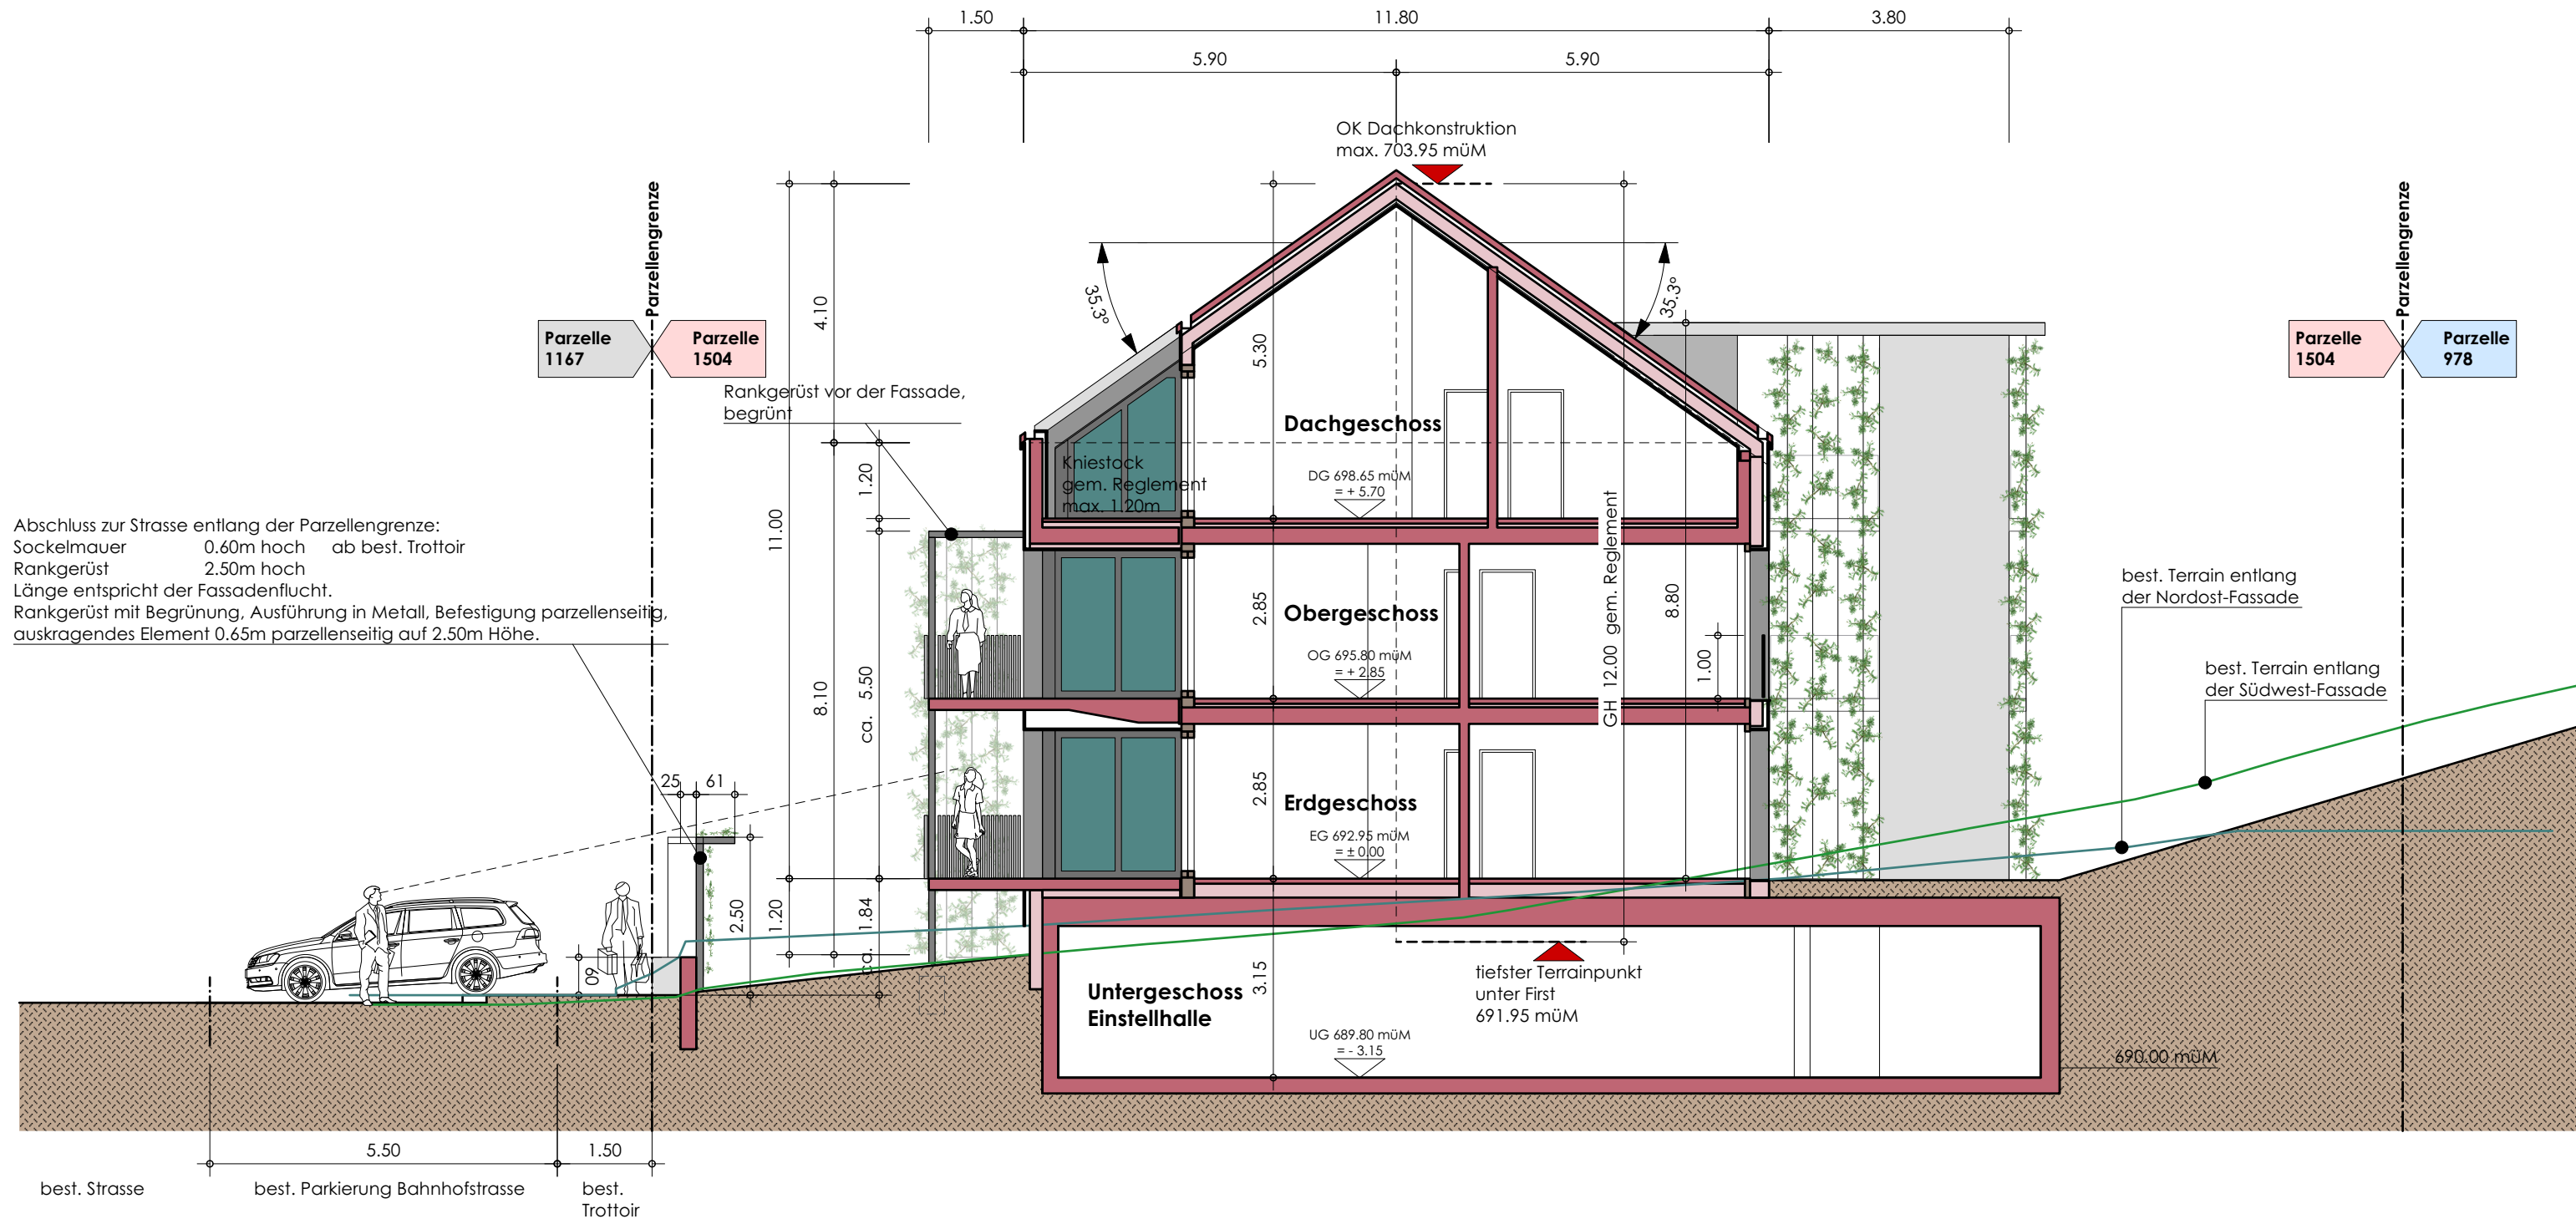 1.50
11.80
3.80
5.90
5.90
OK Dachkonstruktion
max. 703.95 müM
Parzellengrenze
Parzelle
1167
Parzelle
1504
Parzellengrenze
Parzelle
1504
Parzelle
978
35.3°
35.3°
4.10
5.30
Rankgerüst vor der Fassade,
begrünt
Dachgeschoss
Kniestock
gem. Reglement
max. 1.20m
DG 698.65 müM
= + 5.70
1.20
11.00
Abschluss zur Strasse entlang der Parzellengrenze:
Sockelmauer 0.60m hoch ab best. Trottoir
Rankgerüst 2.50m hoch
Länge entspricht der Fassadenflucht.
Rankgerüst mit Begrünung, Ausführung in Metall, Befestigung parzellenseitig,
auskragendes Element 0.65m parzellenseitig auf 2.50m Höhe.
GH 12.00 gem. Reglement
8.80
best. Terrain entlang
der Nordost-Fassade
2.85
Obergeschoss
OG 695.80 müM
= + 2.85
1.00
best. Terrain entlang
der Südwest-Fassade
8.10
ca. 5.50
25
61
2.85
Erdgeschoss
EG 692.95 müM
= ± 0.00
2.50
1.20
ca. 1.84
60
tiefster Terrainpunkt
unter First
691.95 müM
3.15
Untergeschoss
Einstellhalle
UG 689.80 müM
= - 3.15
690.00 müM
5.50
1.50
best. Strasse
best. Parkierung Bahnhofstrasse
best.
Trottoir